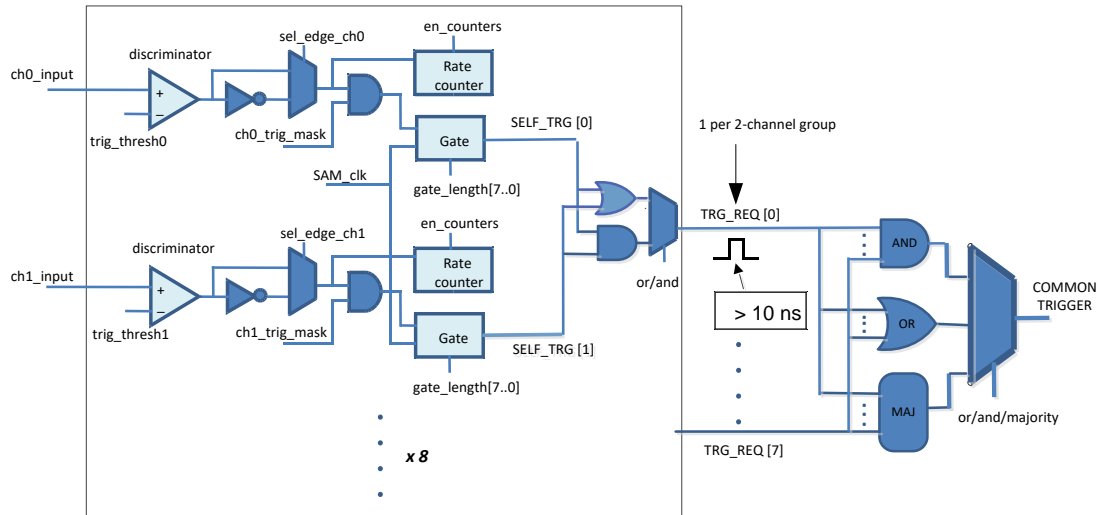 en_counters
sel_edge_ch0
discriminator
ch0_input
+
−
Rate
counter
trig_thresh0
ch0_trig_mask
Gate
SELF_TRG [0]
1 per 2-channel group
SAM_clk
gate_length[7..0]
TRG_REQ [0]
en_counters
sel_edge_ch1
discriminator
AND
ch1_input
+
−
Rate
counter
or/and
> 10 ns
COMMON
TRIGGER
OR
trig_thresh1
ch1_trig_mask
Gate
SELF_TRG [1]
gate_length[7..0]
MAJ
or/and/majority
x 8
TRG_REQ [7]